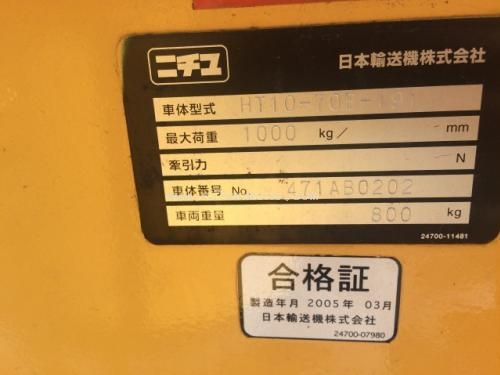 ニチユ 日本輸送機株式会社
車体型式 HT10-70B-191
最大荷重 1000 kg／ mm
牽引力 N
車体番号 No. 471AB0202
車両重量 800 kg
24700-11481
合格証
製造年月 2005年 03月
日本輸送機株式会社
24700-07980